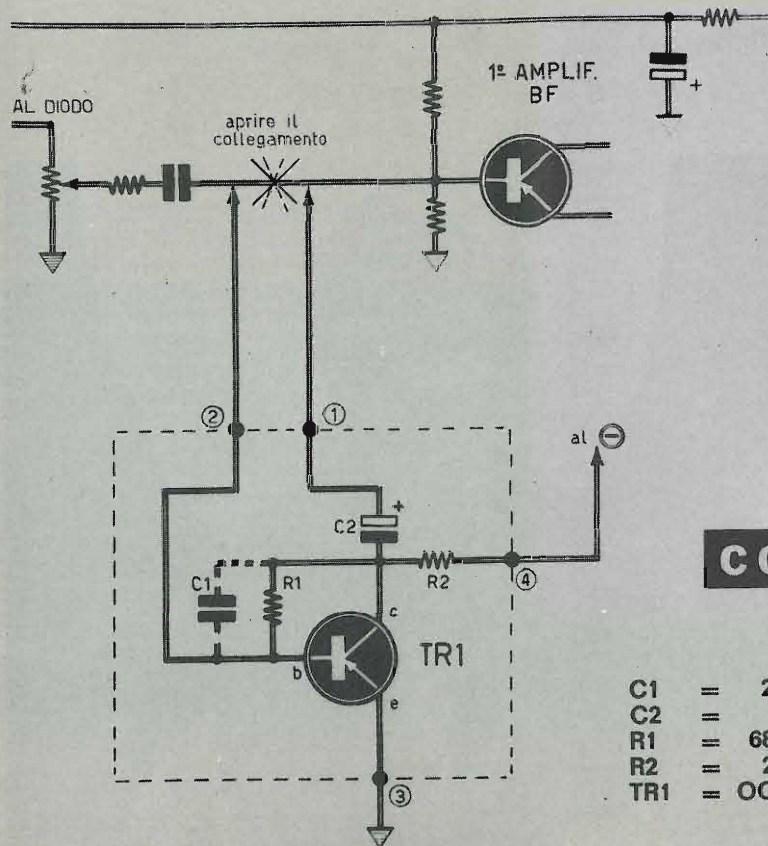 1º AMPLIF.
BF
+
AL DIODO
aprire il
collegamento
2
1
al −
+
C2
C1
R1
R2
4
c
b
TR1
e
3
C1 =
C2 =
R1 =
R2 =
TR1 =